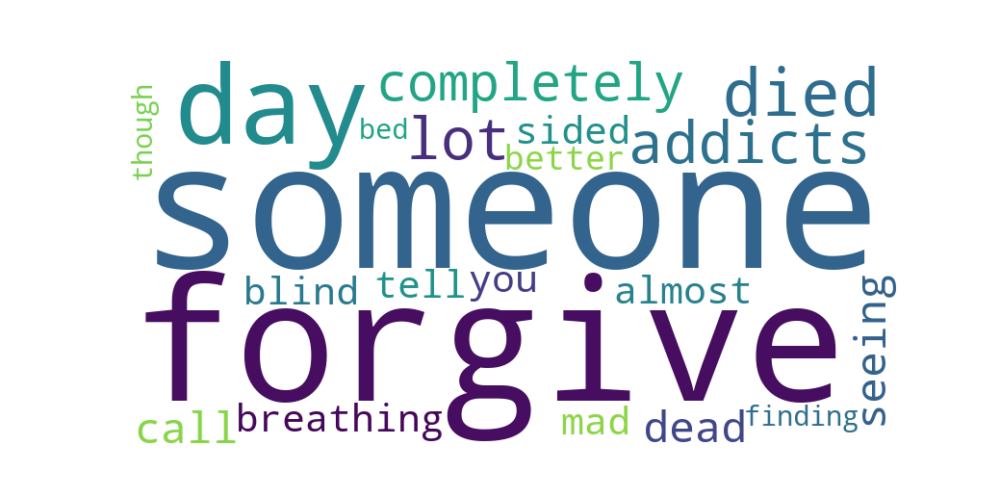 though
day
completely
died
bed
lot
sided
addicts
better
someone
forgive
blind
tell
you
almost
seeing
call
breathing
mad
dead
finding